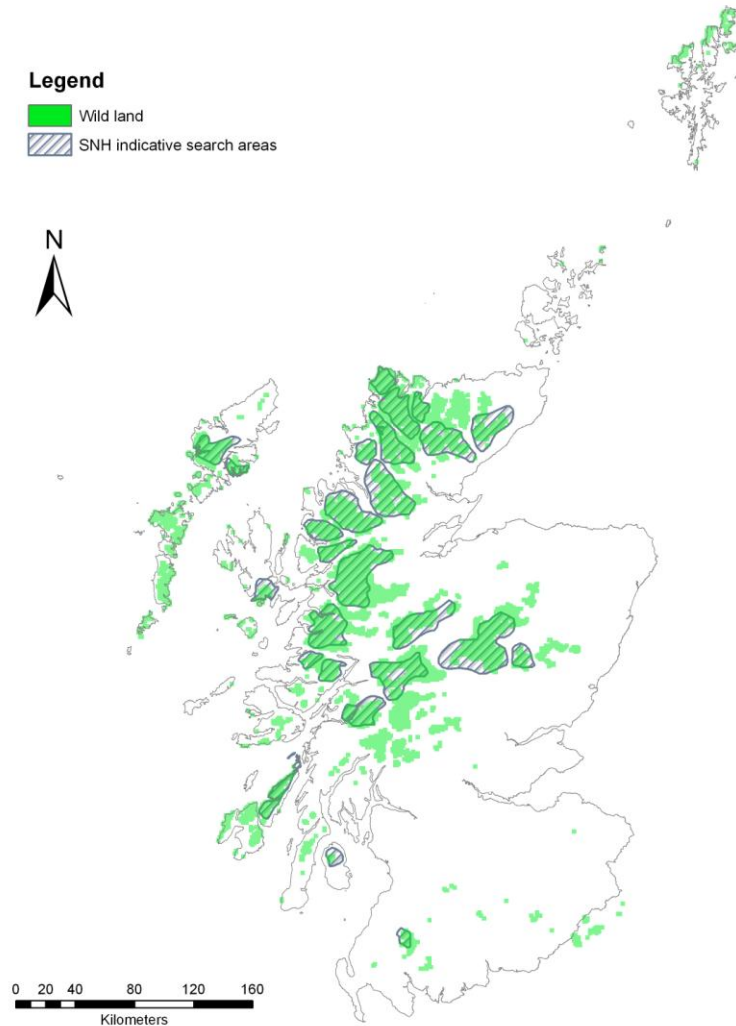 Legend
Wild land
SNH indicative search areas
N
0 20 40 80 120 160
Kilometers